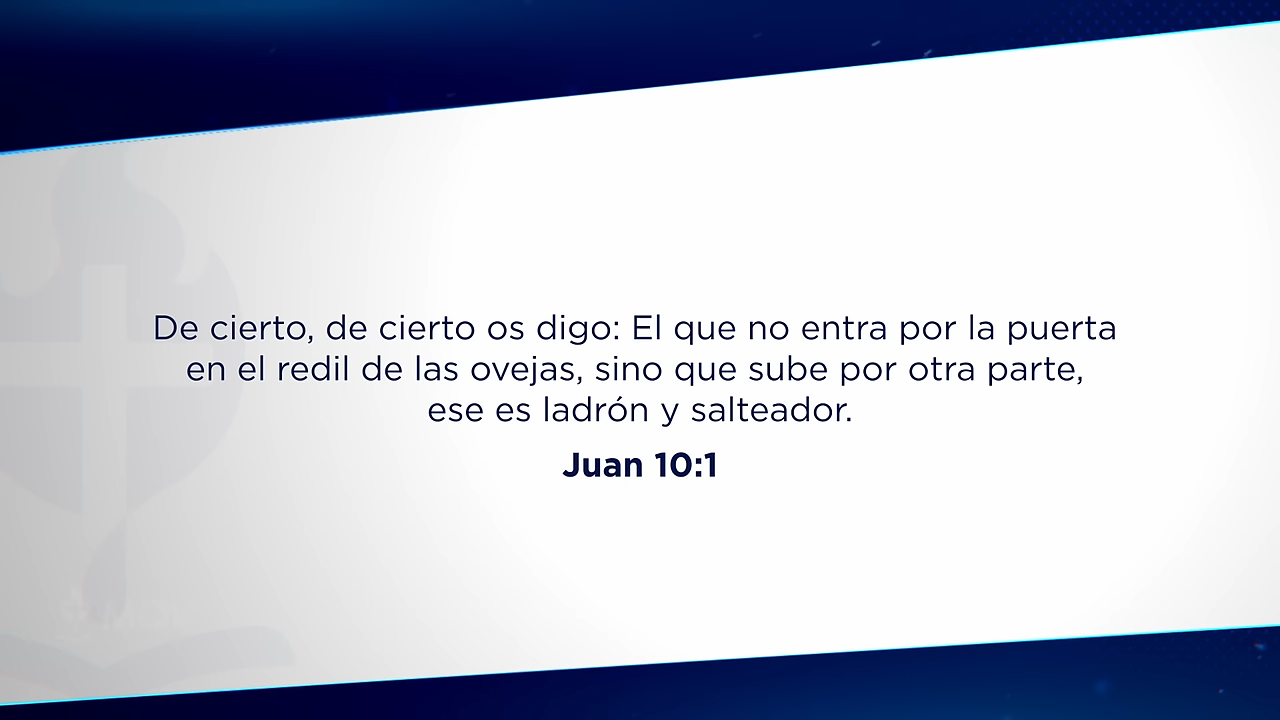 De cierto, de cierto os digo: El que no entra por la puerta
en el redil de las ovejas, sino que sube por otra parte,
ese es ladrón y salteador.
Juan 10:1